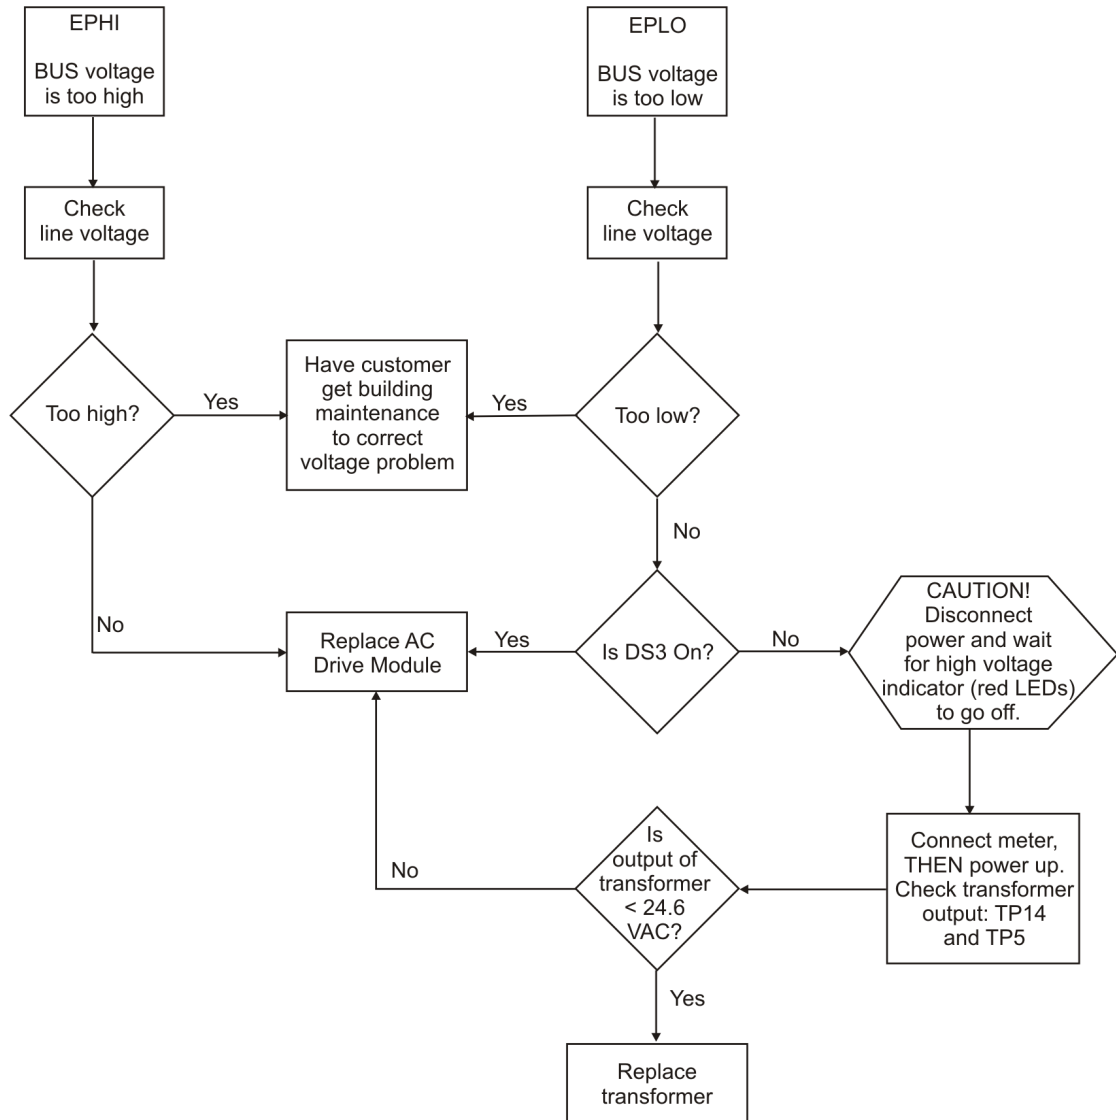 EPHI
BUS voltage
is too high
EPLO
BUS voltage
is too low
Check
line voltage
Check
line voltage
Too high?
Yes
Have customer
get building
maintenance
to correct
voltage problem
Yes
Too low?
No
No
Replace AC
Drive Module
Yes
Is DS3 On?
No
CAUTION!
Disconnect
power and wait
for high voltage
indicator (red LEDs)
to go off.
Connect meter,
THEN power up.
Check transformer
output: TP14
and TP5
Is
output of
transformer
< 24.6
VAC?
No
Yes
Replace
transformer